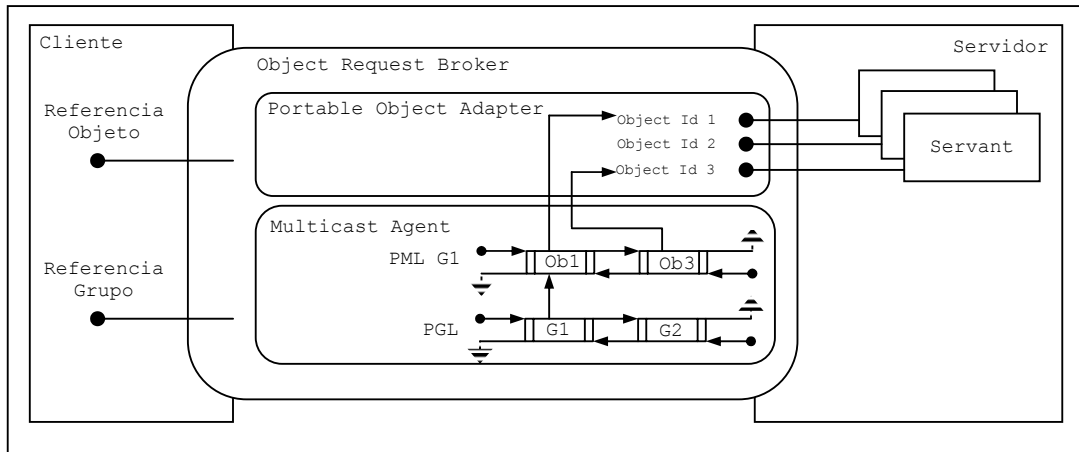 Cliente
Servidor
Object Request Broker
Portable Object Adapter
Referencia
Objeto
Object Id 1
Object Id 2
Object Id 3
Servant
Multicast Agent
PML G1
Ob1
Ob3
Referencia
Grupo
PGL
G1
G2